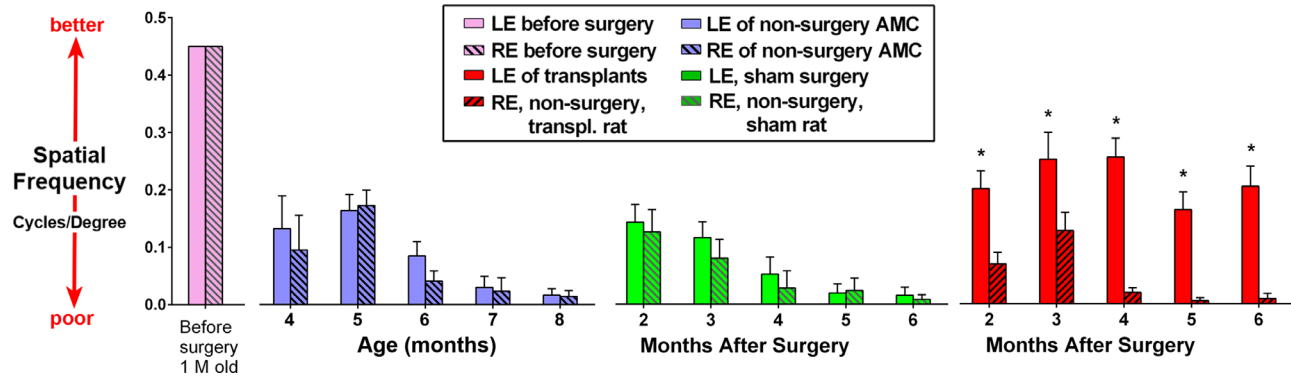 better
Spatial
Frequency
Cycles/Degree
poor
0.5
0.4
0.3
0.2
0.1
0.0
Before
surgery
1 M old
LE before surgery
RE before surgery
LE of transplants
RE, non-surgery,
transpl. rat
LE of non-surgery AMC
RE of non-surgery AMC
LE, sham surgery
RE, non-surgery,
sham rat
4 5 6 7 8
Age (months)
2 3 4 5 6
Months After Surgery
* * * * *
2 3 4 5 6
Months After Surgery